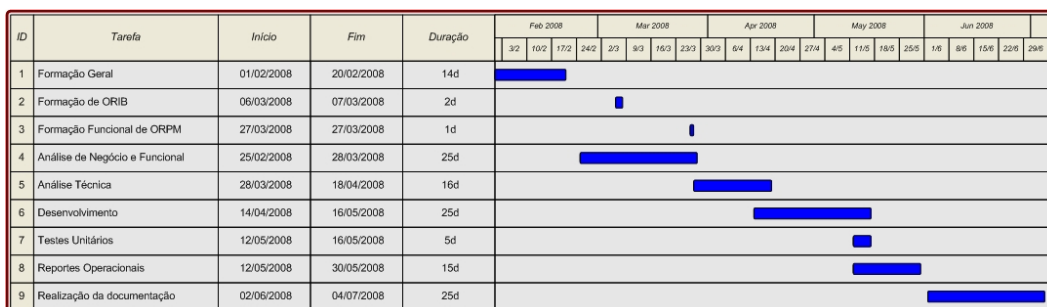 ID Tarefa Início Fim Duração Feb 2008 Mar 2008 Apr 2008 May 2008 Jun 2008
3/2 10/2 17/2 24/2 2/3 9/3 16/3 23/3 30/3 6/4 13/4 20/4 27/4 4/5 11/5 18/5 25/5 1/6 8/6 15/6 22/6 29/6
1 Formação Geral 01/02/2008 20/02/2008 14d
2 Formação de ORIB 06/03/2008 07/03/2008 2d
3 Formação Funcional de ORPM 27/03/2008 27/03/2008 1d
4 Análise de Negócio e Funcional 25/02/2008 28/03/2008 25d
5 Análise Técnica 28/03/2008 18/04/2008 16d
6 Desenvolvimento 14/04/2008 16/05/2008 25d
7 Testes Unitários 12/05/2008 16/05/2008 5d
8 Reportes Operacionais 12/05/2008 30/05/2008 15d
9 Realização da documentação 02/06/2008 04/07/2008 25d